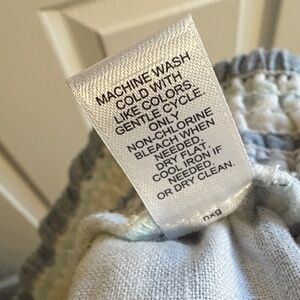 MACHINE WASH
COLD WITH
LIKE COLORS,
GENTLE CYCLE.
ONLY
NON-CHLORINE
BLEACH WHEN
NEEDED.
DRY FLAT.
COOL IRON IF
NEEDED.
OR DRY CLEAN.
nxg